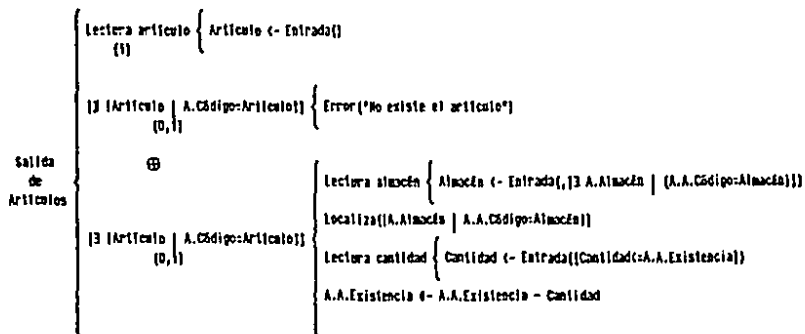 Lectura artículo { Artículo <- Entrada()
(1)
]∃ [Artículo | A.Código=Artículo]] { Error("No existe el artículo")
(0,1)
Salida
de
Artículos
⊕
Lectura almacén { Almacén <- Entrada(,]∃ A.Almacén | (A.A.Código=Almacén)])
Localiza([A.Almacén | A.A.Código=Almacén)]
[∃ [Artículo | A.Código=Artículo]]
(0,1)
Lectura cantidad { Cantidad <- Entrada([Cantidad<=A.A.Existencia])
A.A.Existencia <- A.A.Existencia - Cantidad